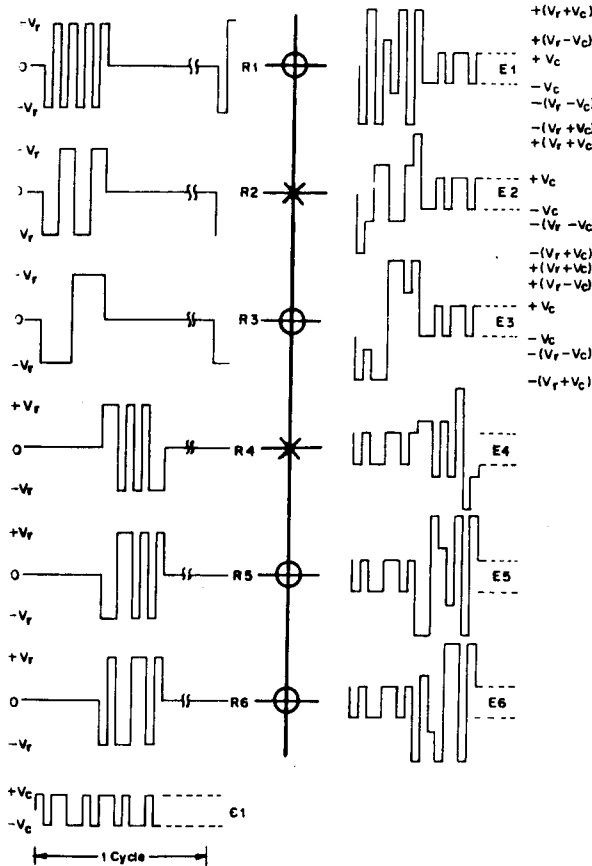 −Vr
0
−Vr
R1
+(Vr+Vc)
+(Vr−Vc)
+Vc
E1
−Vc
−(Vr−Vc)
−(Vr+Vc)
−Vr
0
Vr
R2
+(Vr+Vc)
+Vc
E2
−Vc
−(Vr−Vc)
−(Vr+Vc)
−Vr
0
−Vr
R3
+(Vr+Vc)
+(Vr−Vc)
+Vc
E3
−Vc
−(Vr−Vc)
−(Vr+Vc)
+Vr
0
−Vr
R4
E4
+Vr
0
−Vr
R5
E5
+Vr
0
−Vr
R6
E6
+Vc
−Vc
C1
1 Cycle